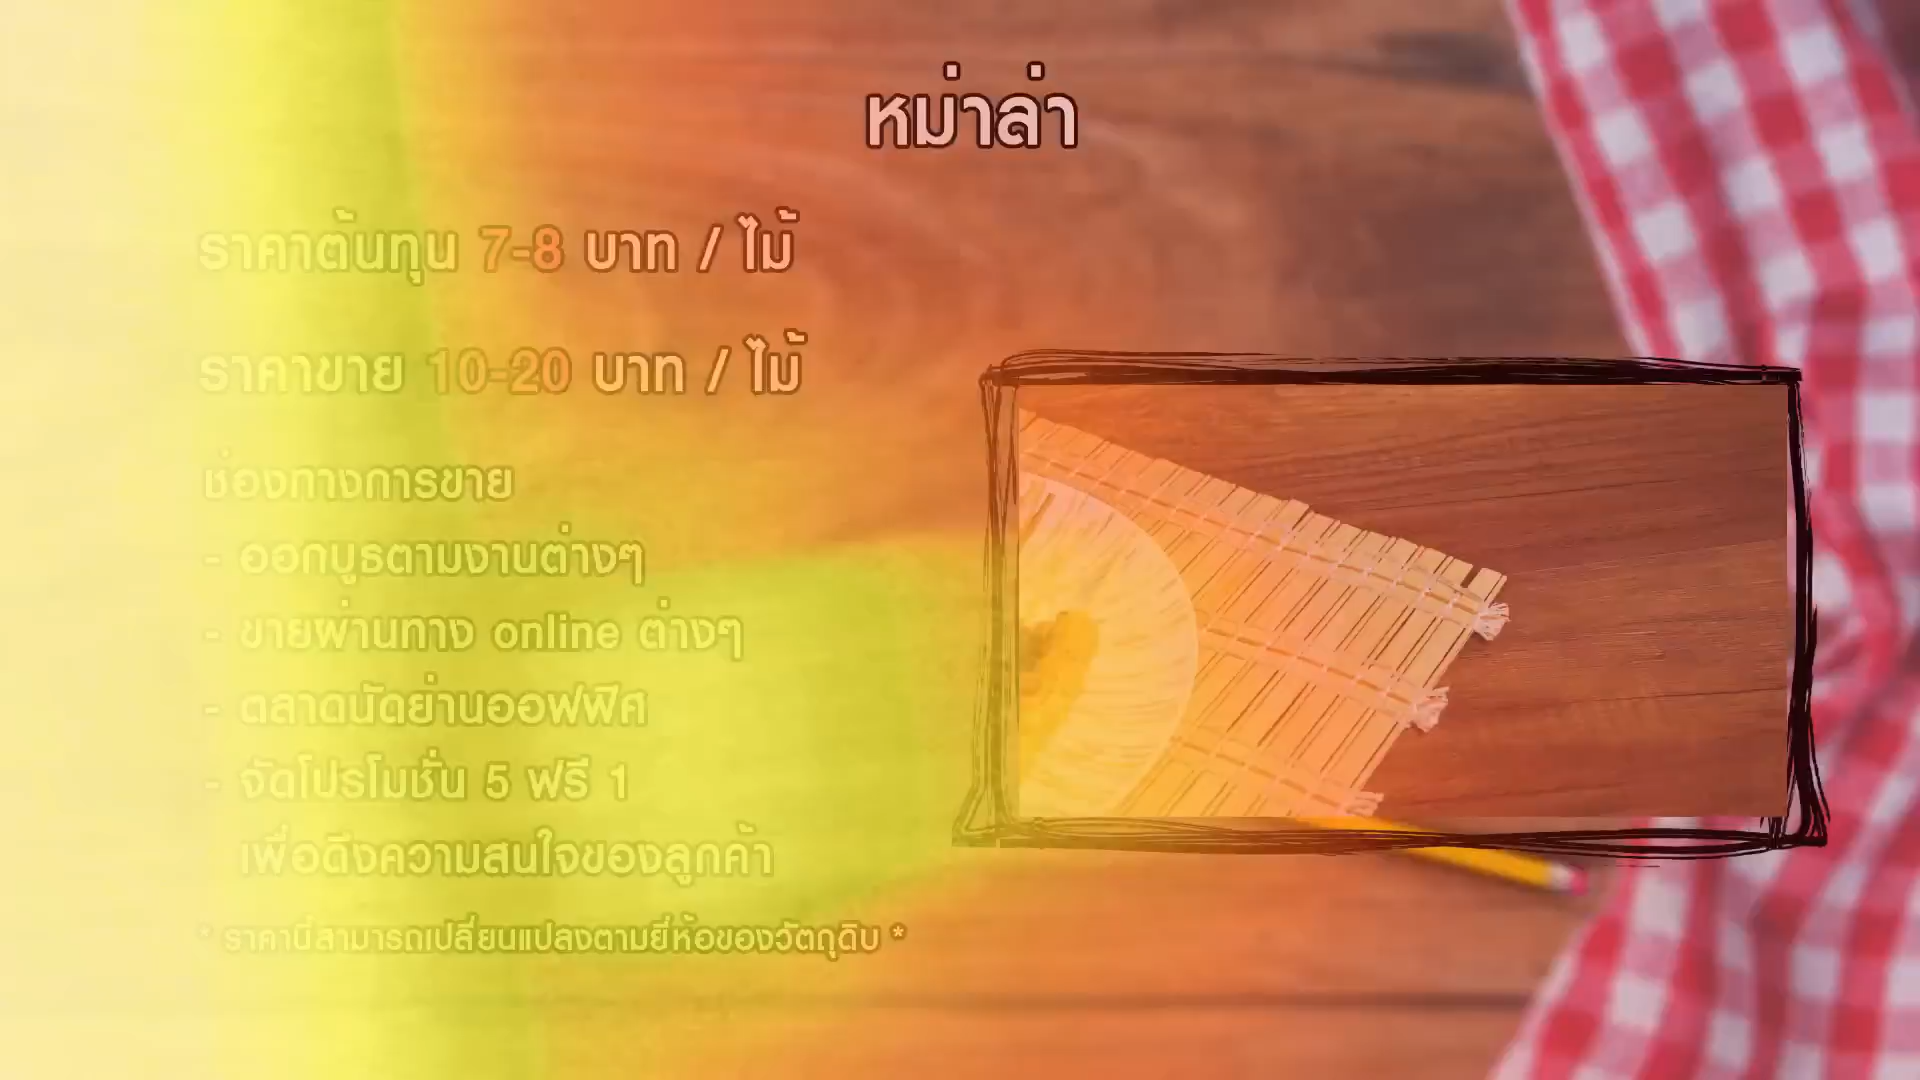 หม่าล่า
ราคาต้นทุน 7-8 บาท / ไม้
ราคาขาย 10-20 บาท / ไม้
ช่องทางการขาย
- ออกบูธตามงานต่างๆ
- ขายผ่านทาง online ต่างๆ
- ตลาดนัดย่านออฟฟิศ
- จัดโปรโมชั่น 5 ฟรี 1
เพื่อดึงความสนใจของลูกค้า
* ราคานี้สามารถเปลี่ยนแปลงตามยี่ห้อของวัตถุดิบ *